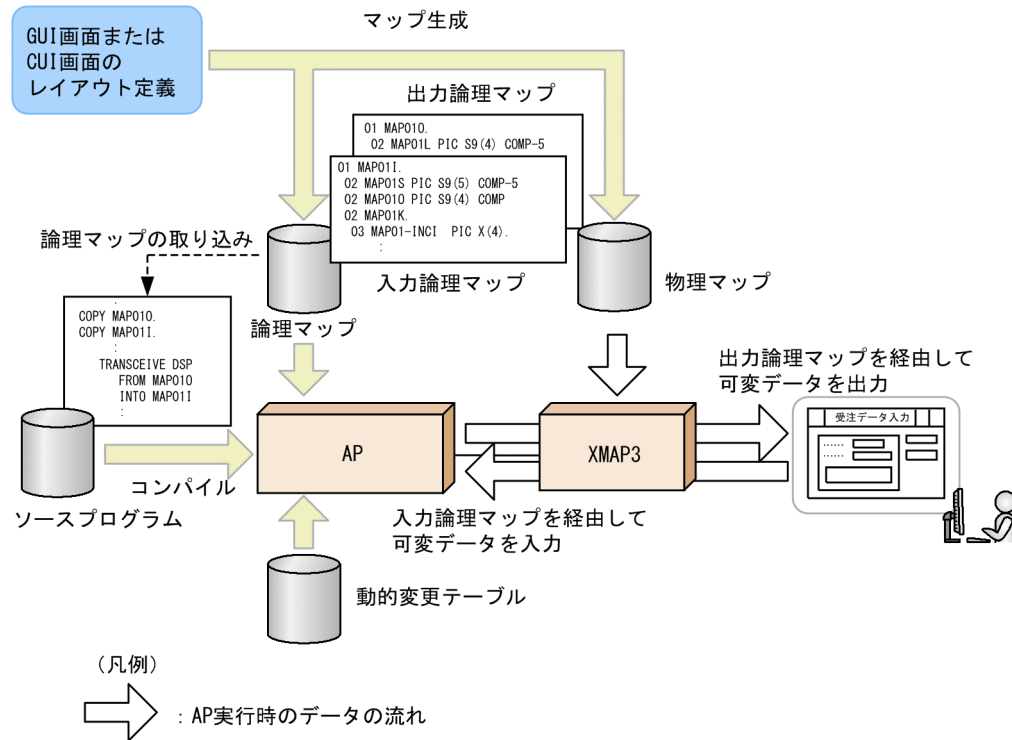 マップ生成
GUI画面または
CUI画面の
レイアウト定義
出力論理マップ
01 MAP01O.
02 MAP01L PIC S9(4) COMP-5
01 MAP01I.
02 MAP01S PIC S9(5) COMP-5
02 MAP01O PIC S9(4) COMP
02 MAP01K.
03 MAP01-INCI PIC X(4).
:
論理マップの取り込み
入力論理マップ
物理マップ
論理マップ
:
COPY MAP01O.
COPY MAP01I.
:
TRANSCEIVE DSP
FROM MAP01O
INTO MAP01I
:
出力論理マップを経由して
可変データを出力
受注データ入力
......
......
AP
XMAP3
コンパイル
ソースプログラム
入力論理マップを経由して
可変データを入力
動的変更テーブル
(凡例)
: AP実行時のデータの流れ